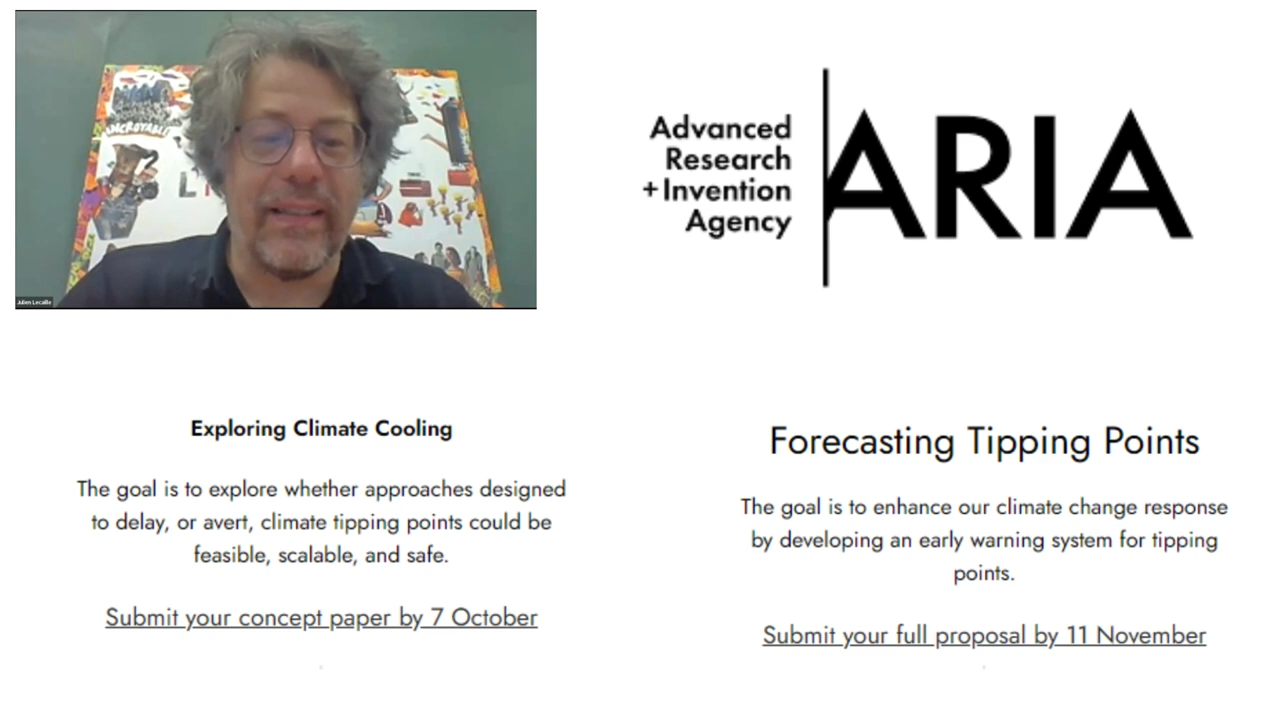 INCROYABLE
Julien Lecaille
Advanced
Research
+Invention
Agency
ARIA
Exploring Climate Cooling
The goal is to explore whether approaches designed
to delay, or avert, climate tipping points could be
feasible, scalable, and safe.
Submit your concept paper by 7 October
Forecasting Tipping Points
The goal is to enhance our climate change response
by developing an early warning system for tipping
points.
Submit your full proposal by 11 November